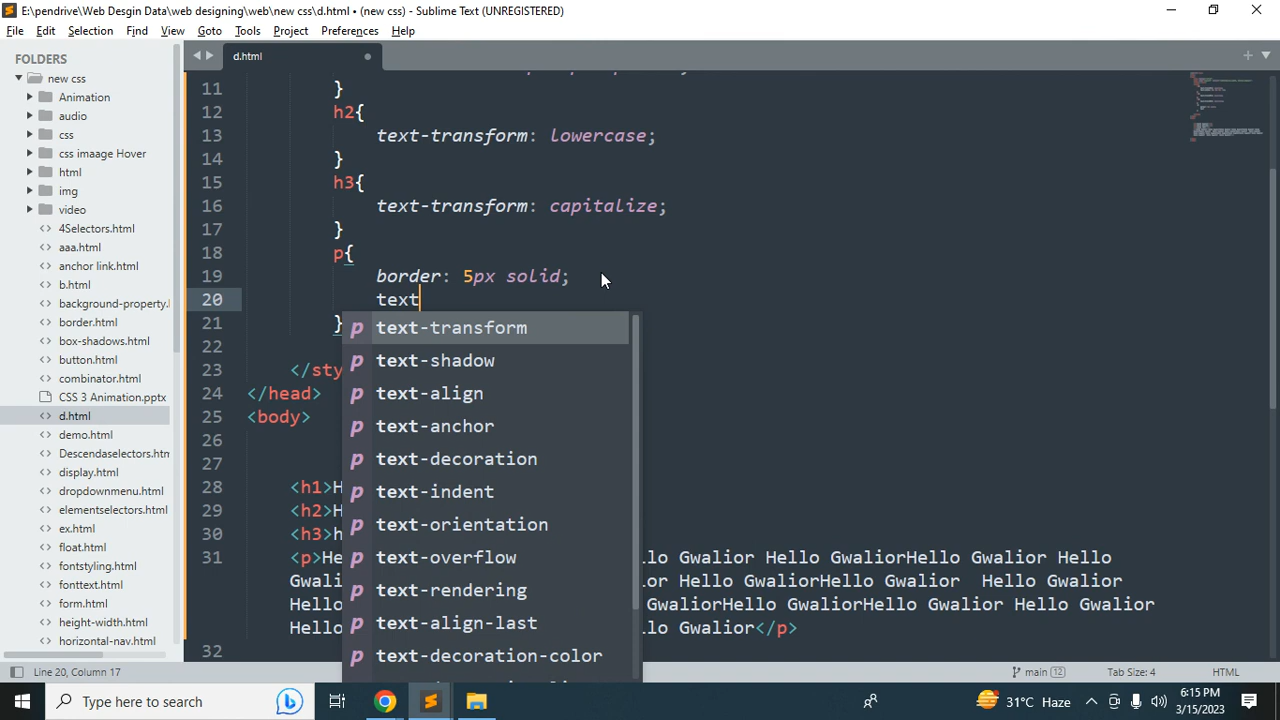 E:\pendrive\Web Desgin Data\web designing\web\new css\d.html • (new css) - Sublime Text (UNREGISTERED)
File Edit Selection Find View Goto Tools Project Preferences Help
FOLDERS
new css
Animation
audio
css
css imaage Hover
html
img
video
4Selectors.html
aaa.html
anchor link.html
b.html
background-property.l
border.html
box-shadows.html
button.html
combinator.html
CSS 3 Animation.pptx
d.html
demo.html
Descendaselectors.htm
display.html
dropdownmenu.html
elementselectors.html
ex.html
float.html
fontstyling.html
fonttext.html
form.html
height-width.html
horizontal-nav.html
d.html
11 }
12 h2{
13 text-transform: lowercase;
14 }
15 h3{
16 text-transform: capitalize;
17 }
18 p{
19 border: 5px solid;
20 text
21 }
22
23 </sty
24 </head>
25 <body>
26
27
28 <h1>H
29 <h2>H
30 <h3>h
31 <p>He llo Gwalior Hello GwaliorHello Gwalior Hello
Gwali or Hello GwaliorHello Gwalior Hello Gwalior
Hello GwaliorHello GwaliorHello Gwalior Hello Gwalior
Hello llo Gwalior</p>
32
p text-transform
p text-shadow
p text-align
p text-anchor
p text-decoration
p text-indent
p text-orientation
p text-overflow
p text-rendering
p text-align-last
p text-decoration-color
Line 20, Column 17
main 12
Tab Size: 4
HTML
Type here to search
31°C Haze
6:15 PM
3/15/2023